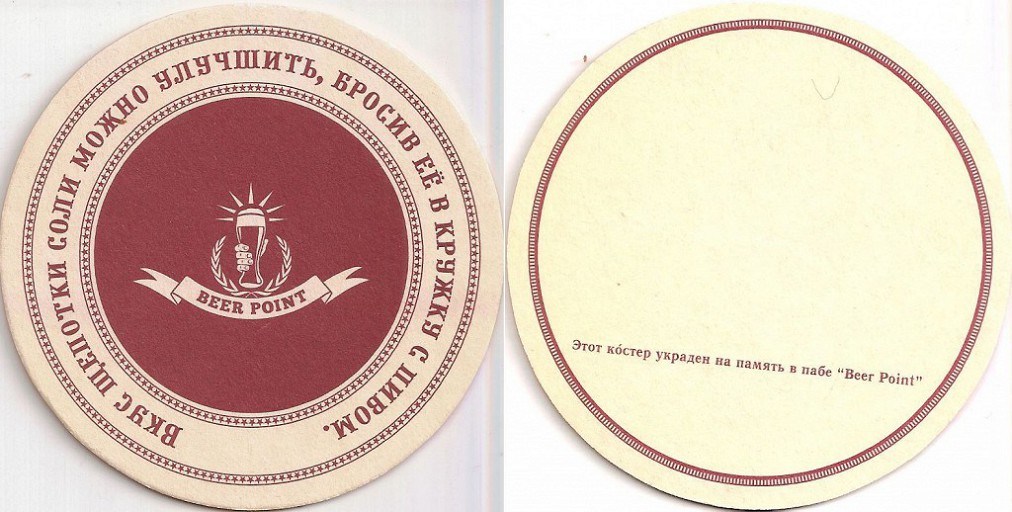 Вкус щепотки соли можно улучшить, бросив её в кружку с пивом.
BEER POINT
Этот ко́стер украден на память в пабе “Beer Point”